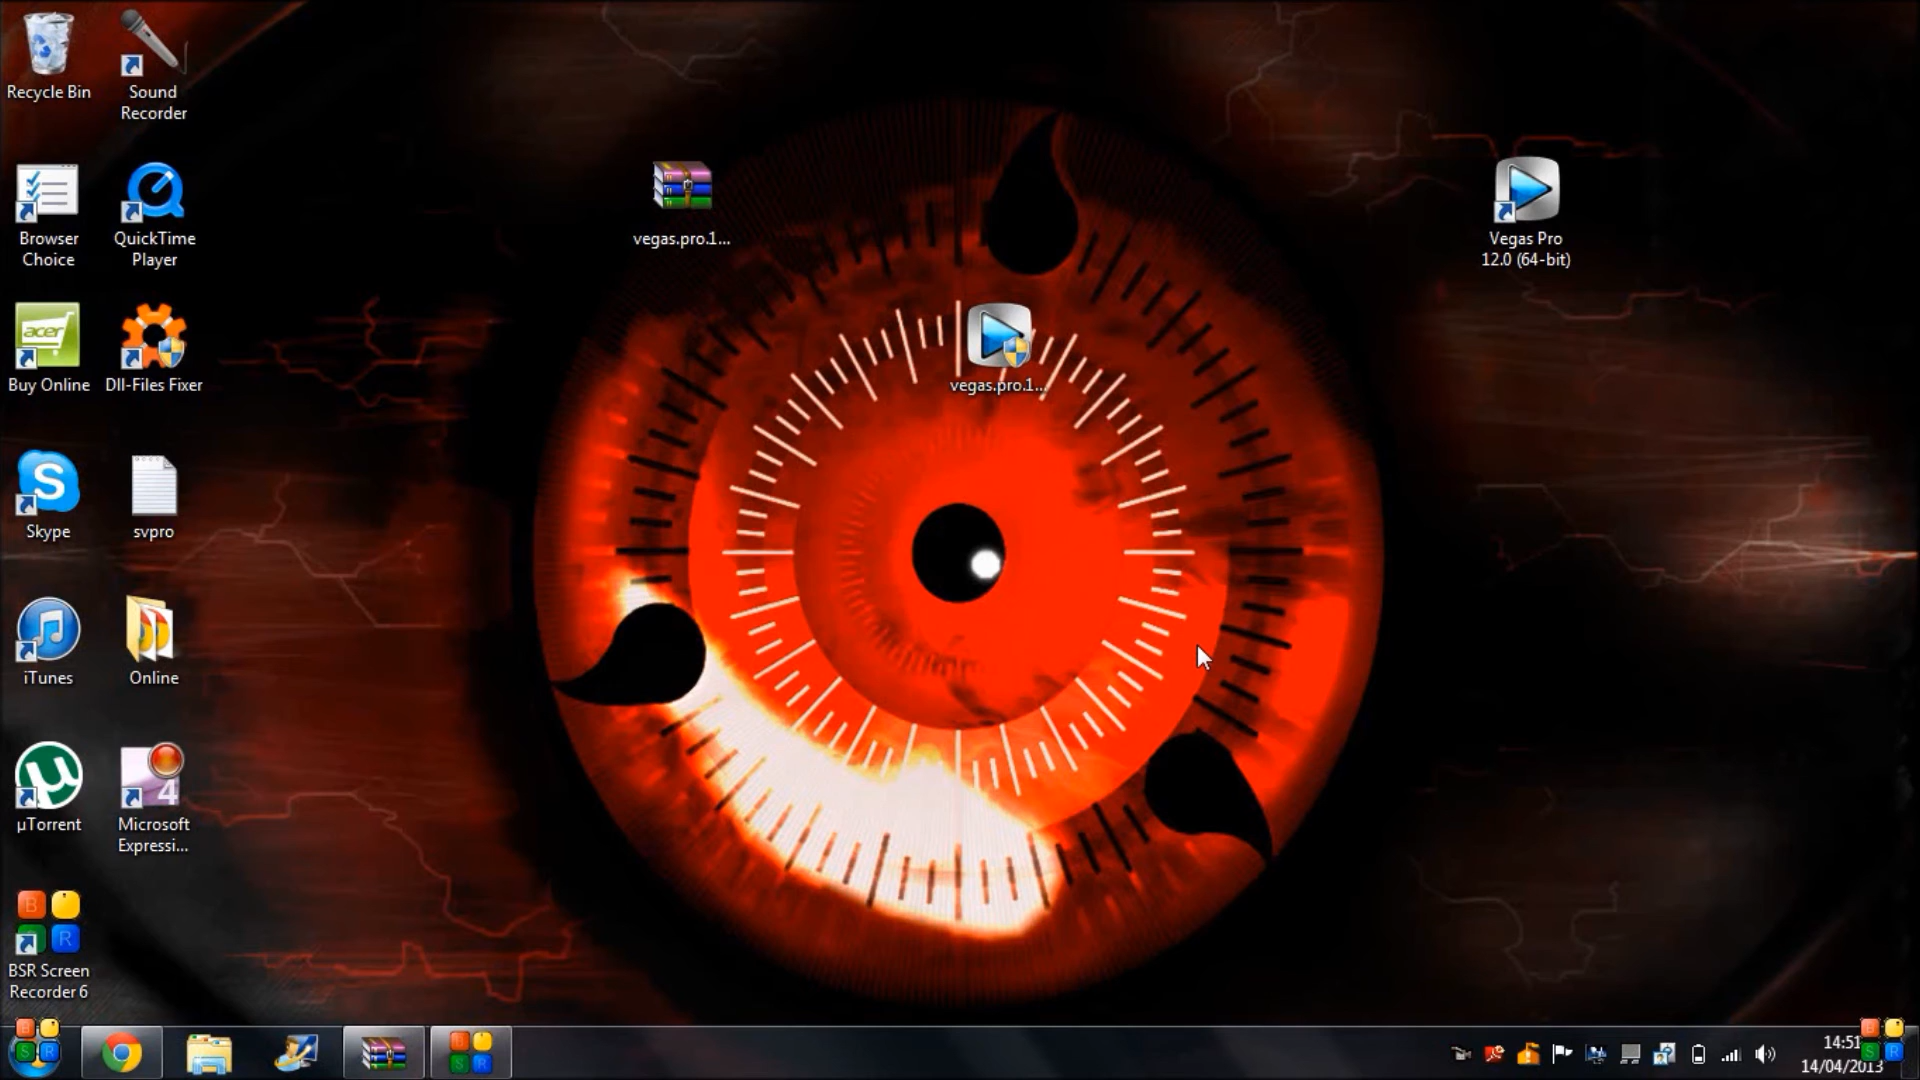 Recycle Bin
Sound
Recorder
Browser
Choice
QuickTime
Player
vegas.pro.1...
Vegas Pro
12.0 (64-bit)
acer
Buy Online
Dll-Files Fixer
vegas.pro.1...
S
Skype
svpro
iTunes
Online
µ
µTorrent
4
Microsoft
Expressi...
B
R
BSR Screen
Recorder 6
B
S R
B
S R
14:51
14/04/2013
B
S R